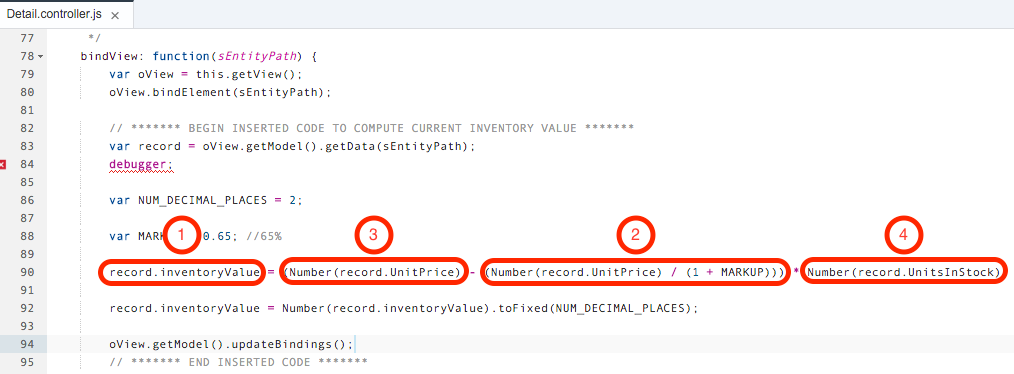 Detail.controller.js ×
77 */
78 bindView: function(sEntityPath) {
79 var oView = this.getView();
80 oView.bindElement(sEntityPath);
81
82 // ******* BEGIN INSERTED CODE TO COMPUTE CURRENT INVENTORY VALUE *******
83 var record = oView.getModel().getData(sEntityPath);
84 debugger;
85
86 var NUM_DECIMAL_PLACES = 2;
87
1 3 2 4
88 var MARK 0.65; //65%
89
90 record.inventoryValue = (Number(record.UnitPrice) - (Number(record.UnitPrice) / (1 + MARKUP))) * Number(record.UnitsInStock)
91
92 record.inventoryValue = Number(record.inventoryValue).toFixed(NUM_DECIMAL_PLACES);
93
94 oView.getModel().updateBindings();
95 // ******* END INSERTED CODE *******